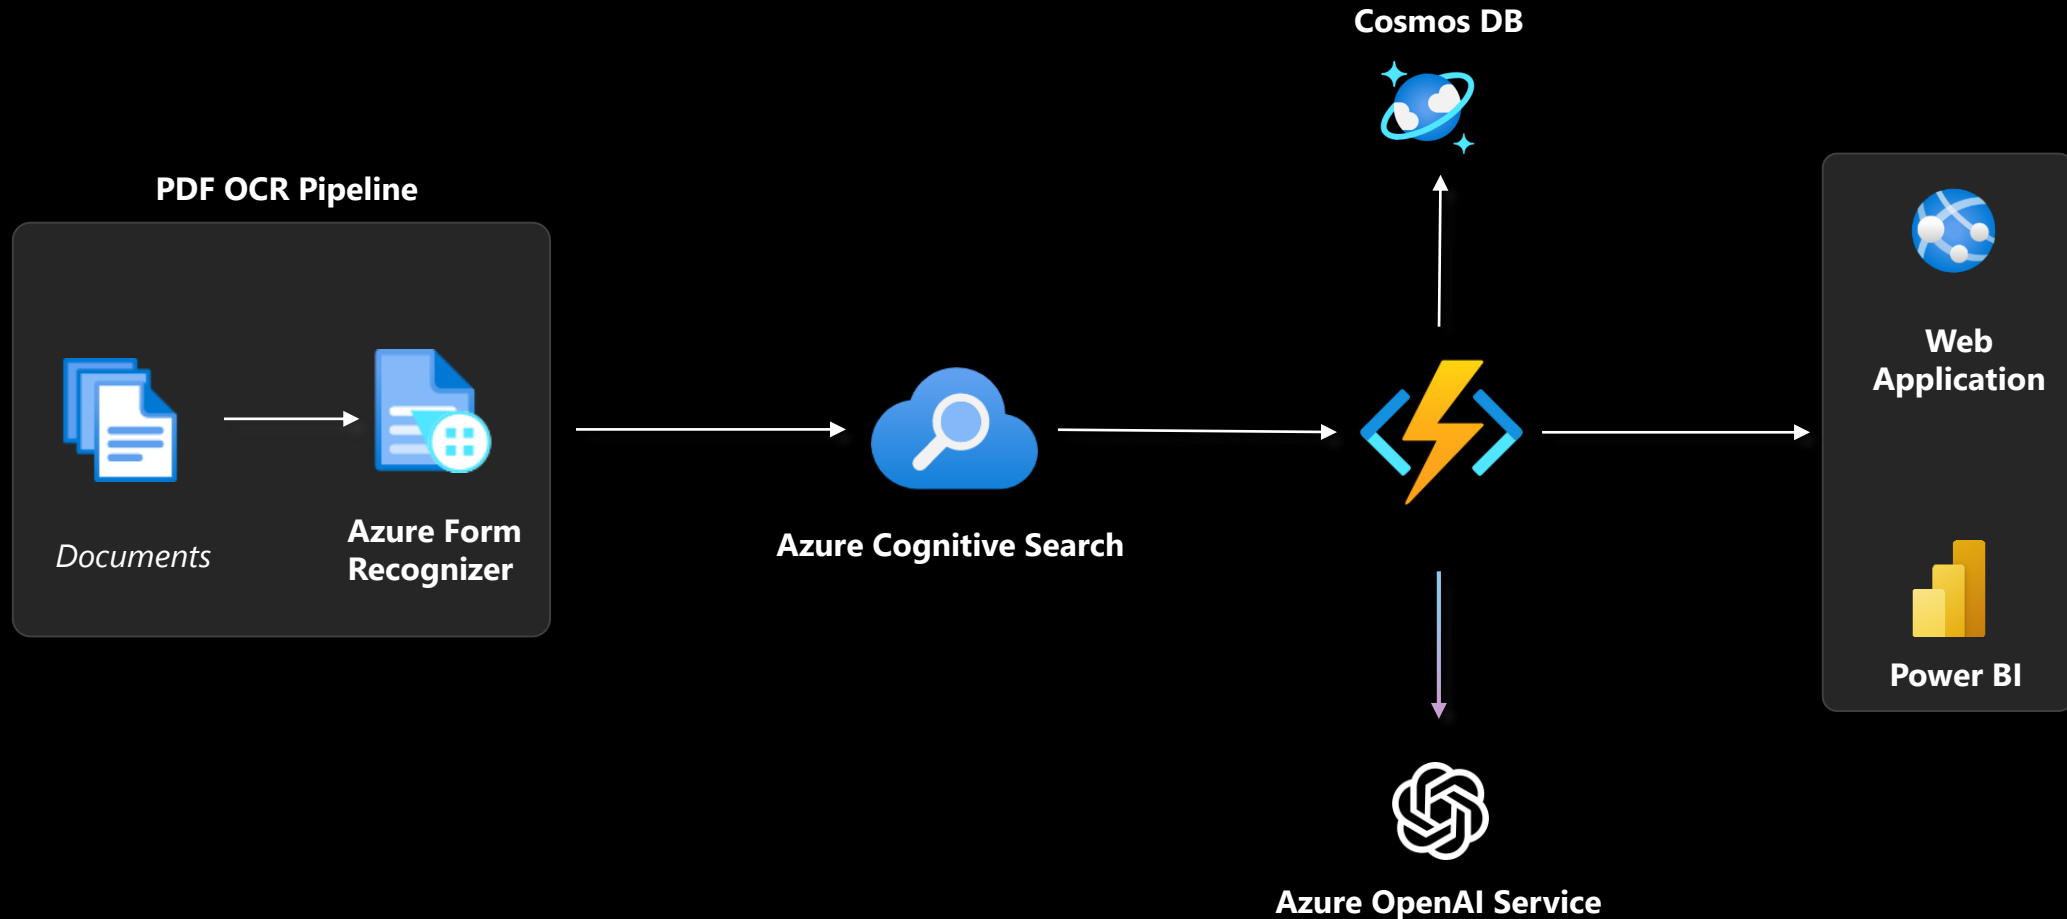 Cosmos DB
PDF OCR Pipeline
Documents
Azure Form
Recognizer
Azure Cognitive Search
Web
Application
Power BI
Azure OpenAI Service